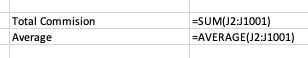 Total Commision =SUM(J2:J1001)
Average =AVERAGE(J2:J1001)